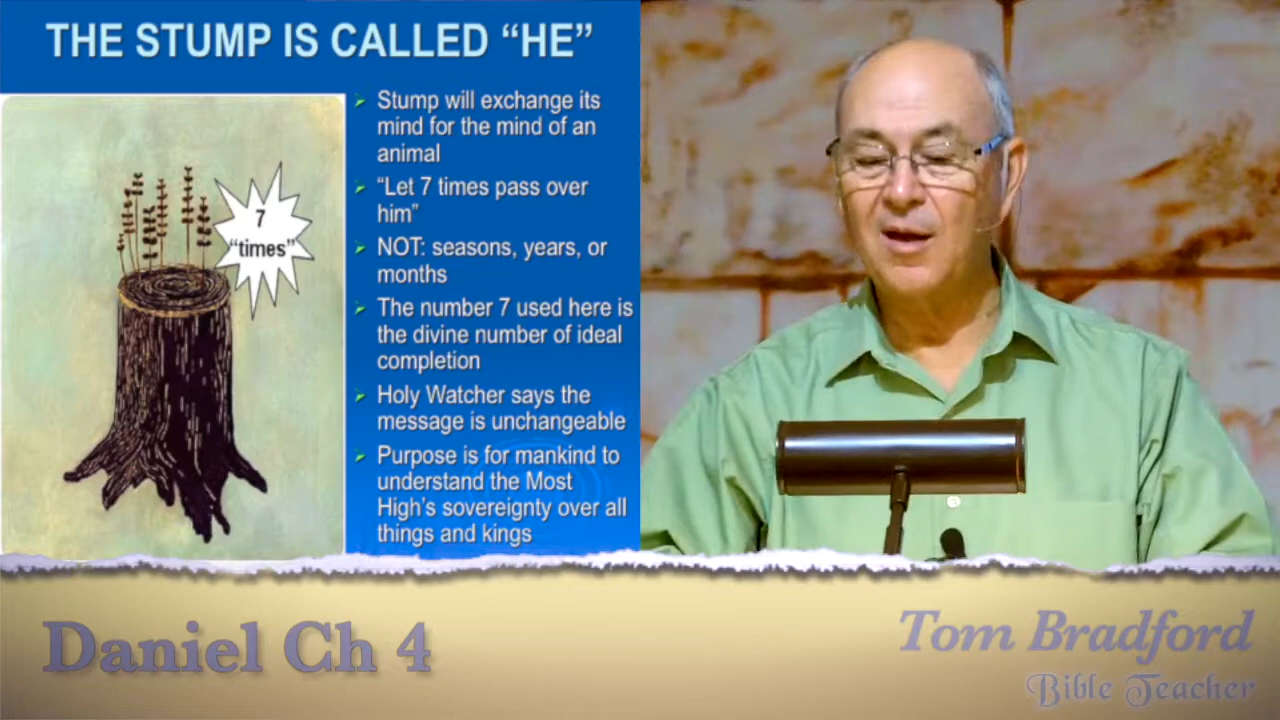 THE STUMP IS CALLED “HE”
7
“times”
➢ Stump will exchange its
mind for the mind of an
animal
➢ “Let 7 times pass over
him”
➢ NOT: seasons, years, or
months
➢ The number 7 used here is
the divine number of ideal
completion
➢ Holy Watcher says the
message is unchangeable
➢ Purpose is for mankind to
understand the Most
High’s sovereignty over all
things and kings
Daniel Ch 4
Tom Bradford
Bible Teacher